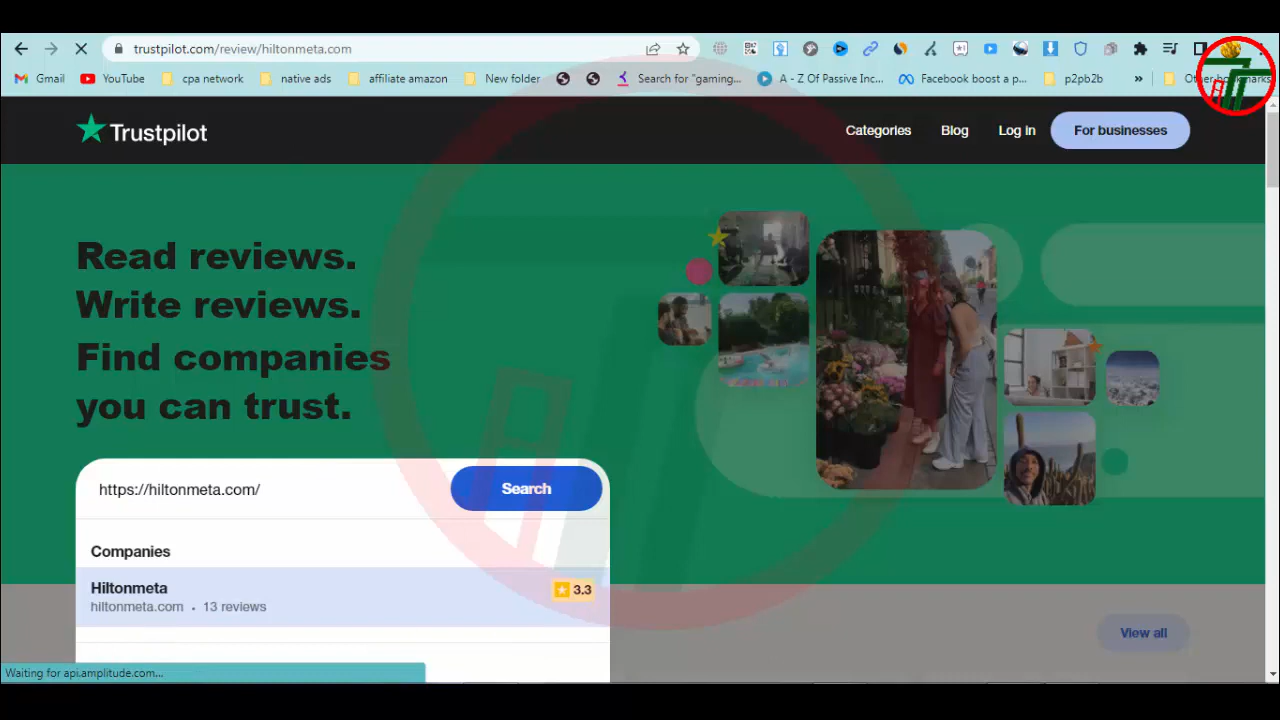 trustpilot.com/review/hiltonmeta.com
Gmail
YouTube
cpa network
native ads
affiliate amazon
New folder
Search for "gaming...
A - Z Of Passive Inc...
Facebook boost a p...
p2pb2b
»
Other bookmarks
Trustpilot
Categories
Blog
Log in
For businesses
Read reviews.
Write reviews.
Find companies
you can trust.
https://hiltonmeta.com/
Search
Companies
Hiltonmeta
3.3
hiltonmeta.com • 13 reviews
View all
Waiting for api.amplitude.com...